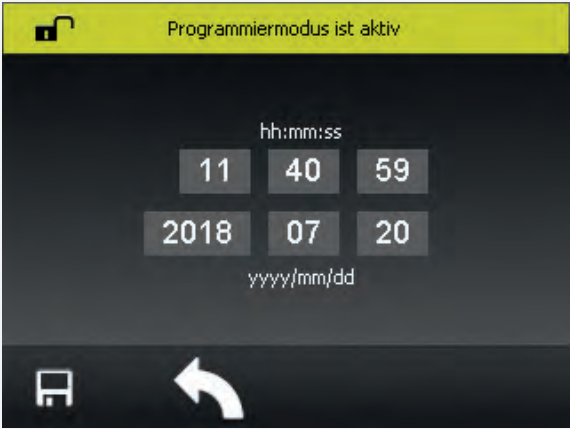 Programmiermodus ist aktiv
hh:mm:ss
11 40 59
2018 07 20
yyyy/mm/dd